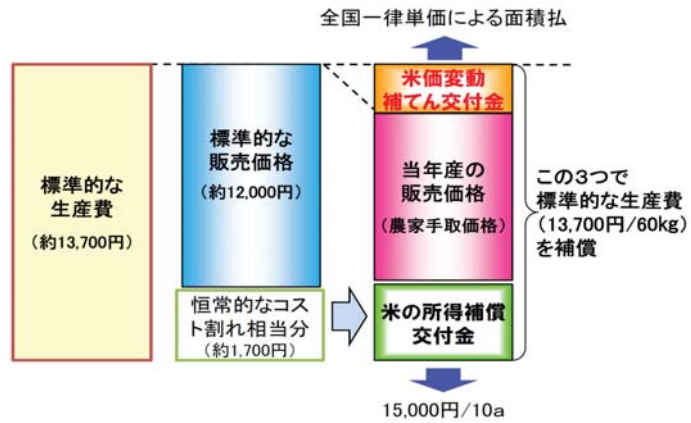 全国一律単価による面積払
標準的な
生産費
(約13,700円)
標準的な
販売価格
(約12,000円)
恒常的なコス
ト割れ相当分
(約1,700円)
米価変動
補てん交付金
当年産の
販売価格
(農家手取価格)
米の所得補償
交付金
この3つで
標準的な生産費
(13,700円/60kg)
を補償
15,000円/10a